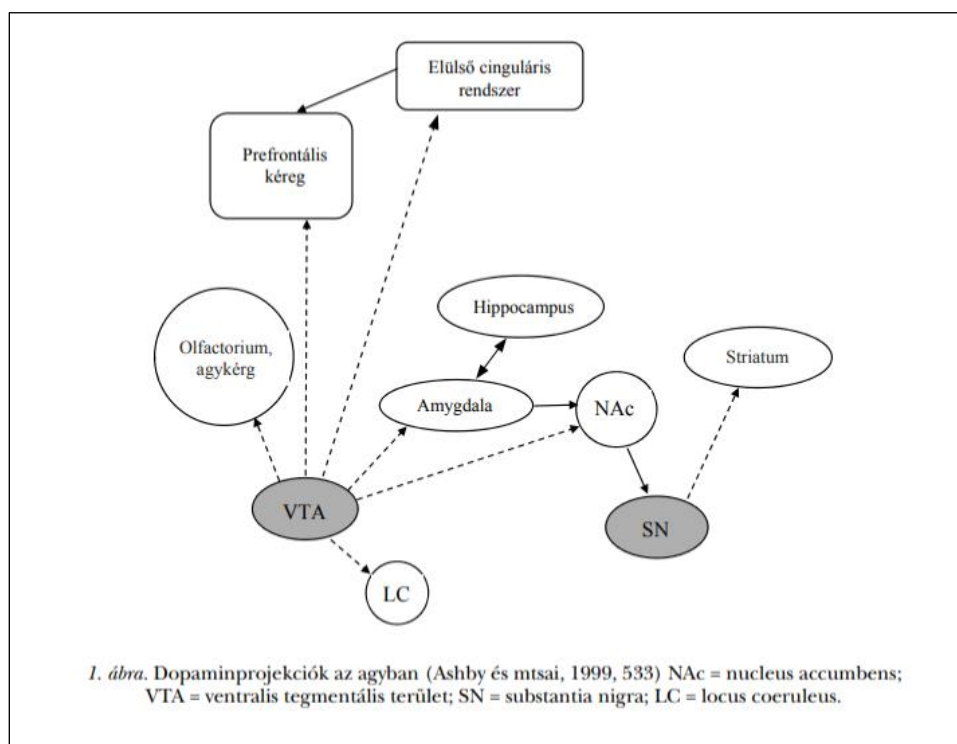 Elülső cinguláris
rendszer
Prefrontális
kéreg
Hippocampus
Olfactorium,
agykérg
Striatum
Amygdala
NAc
VTA
SN
LC
1. ábra. Dopaminprojekciók az agyban (Ashby és mtsai, 1999, 533) NAc = nucleus accumbens;
VTA = ventralis tegmentális terület; SN = substantia nigra; LC = locus coeruleus.